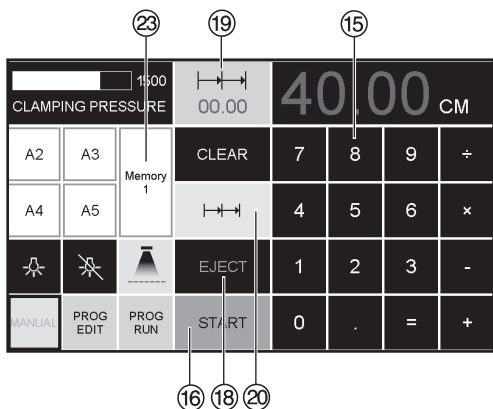 23 19 15
1500
CLAMPING PRESSURE
00.00
40.00 CM
A2 A3 Memory 1 CLEAR 7 8 9 ÷
A4 A5 4 5 6 ×
EJECT 1 2 3 -
MANUAL PROG EDIT PROG RUN START 0 . = +
16 18 20